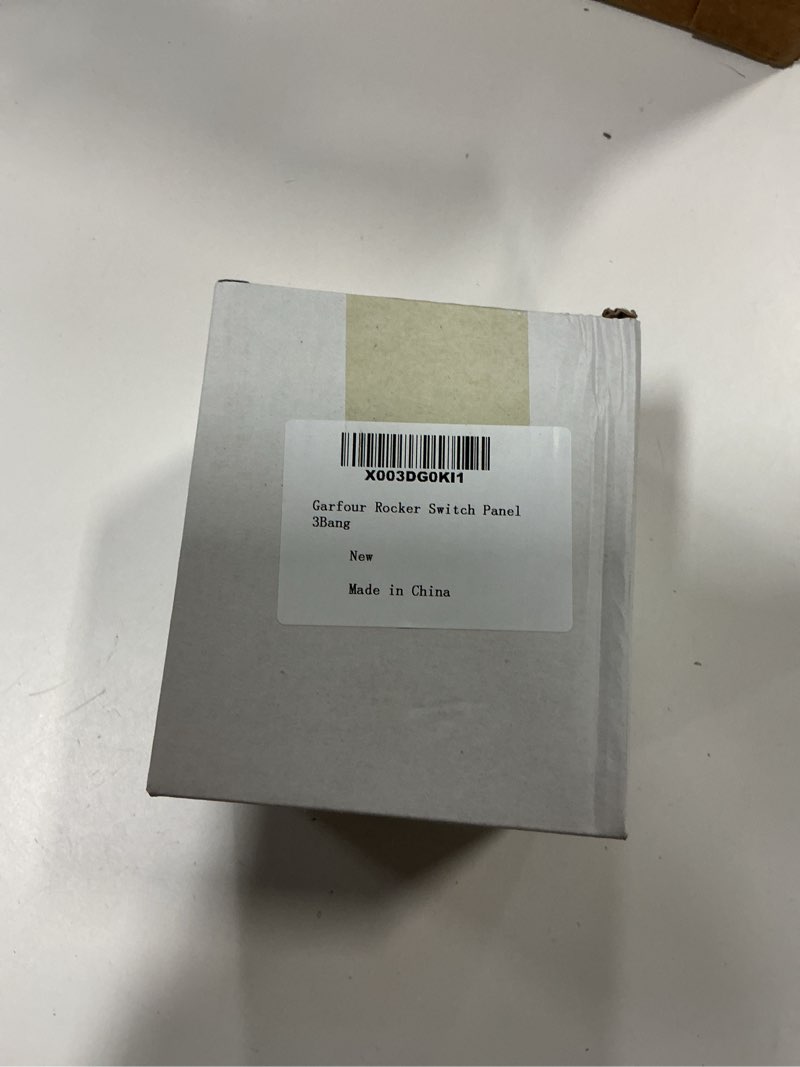 X003DG0KI1
Garfour Rocker Switch Panel
3Bang
New
Made in China